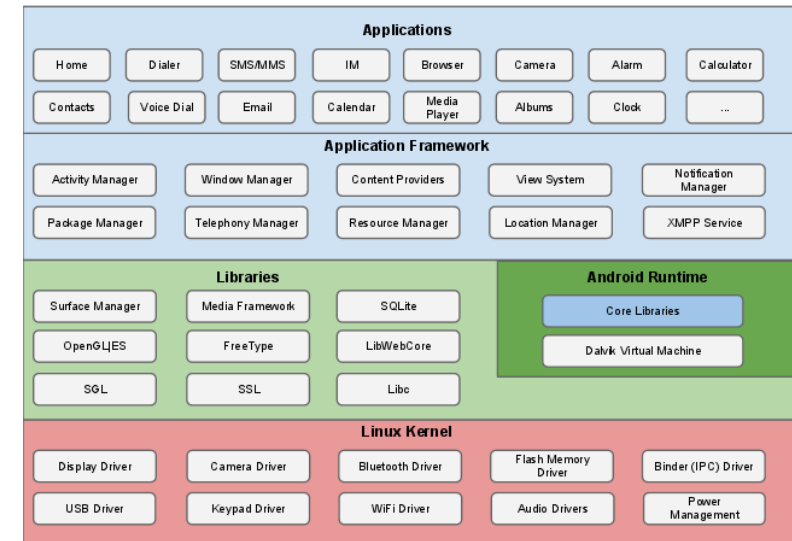 Applications
Home
Dialer
SMS/MMS
IM
Browser
Camera
Alarm
Calculator
Contacts
Voice Dial
Email
Calendar
Media
Player
Albums
Clock
...
Application Framework
Activity Manager
Window Manager
Content Providers
View System
Notification
Manager
Package Manager
Telephony Manager
Resource Manager
Location Manager
XMPP Service
Libraries
Surface Manager
Media Framework
SQLite
OpenGL|ES
FreeType
LibWebCore
SGL
SSL
Libc
Android Runtime
Core Libraries
Dalvik Virtual Machine
Linux Kernel
Display Driver
Camera Driver
Bluetooth Driver
Flash Memory
Driver
Binder (IPC) Driver
USB Driver
Keypad Driver
WiFi Driver
Audio Drivers
Power
Management